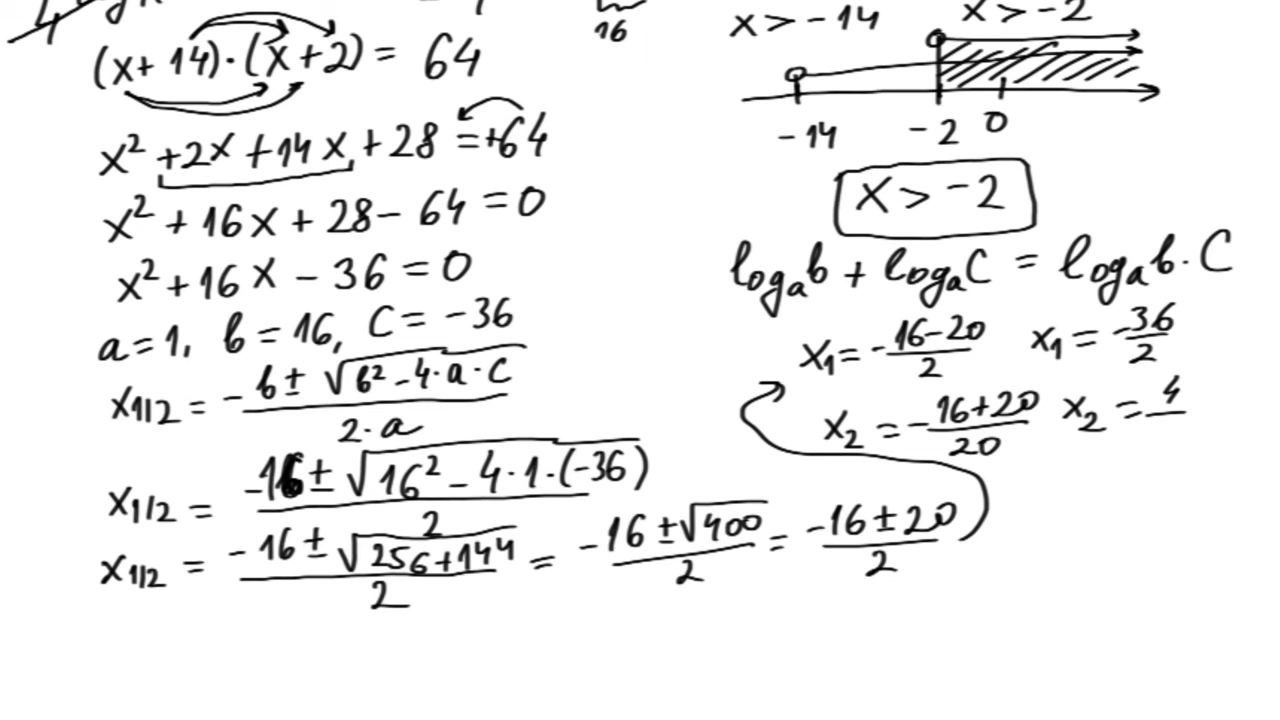 (x+14)·(x+2) = 64
x² +2x +14x +28 = +64
x² + 16x + 28 - 64 = 0
x² + 16x - 36 = 0
a=1, b=16, C=-36
x1/2 = -b ± √(b² - 4·a·C) / 2·a
x1/2 = -16 ± √(16² - 4·1·(-36)) / 2
x1/2 = -16 ± √(256+144) / 2 = -16 ± √400 / 2 = -16 ± 20 / 2
16
x > -14 x > -2
-14 -2 0
x > -2
logₐb + logₐC = logₐb·C
x₁ = -16-20 / 2 x₁ = -36 / 2
x₂ = -16+20 / 20 x₂ = 4